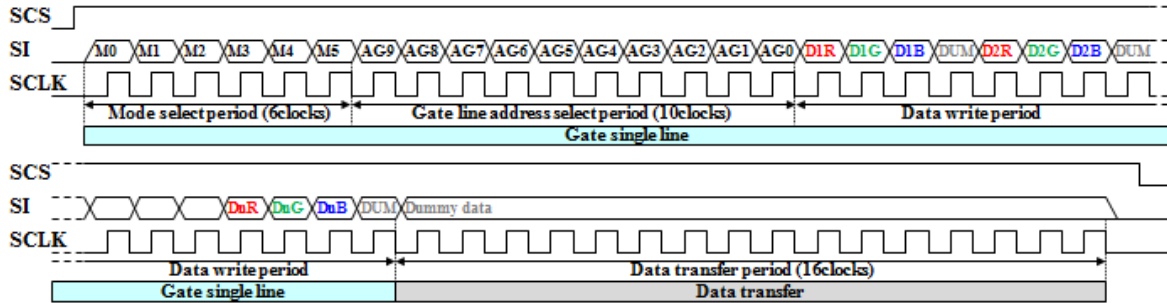 SCS
SI M0 M1 M2 M3 M4 M5 AG9 AG8 AG7 AG6 AG5 AG4 AG3 AG2 AG1 AG0 D1R D1G D1B DUM D2R D2G D2B DUM
SCLK
Mode select period (6clocks) Gate line address select period (10clocks) Data write period
Gate single line
SCS
SI DnR DnG DnB DUM Dummy data
SCLK
Data write period Data transfer period (16clocks)
Gate single line Data transfer